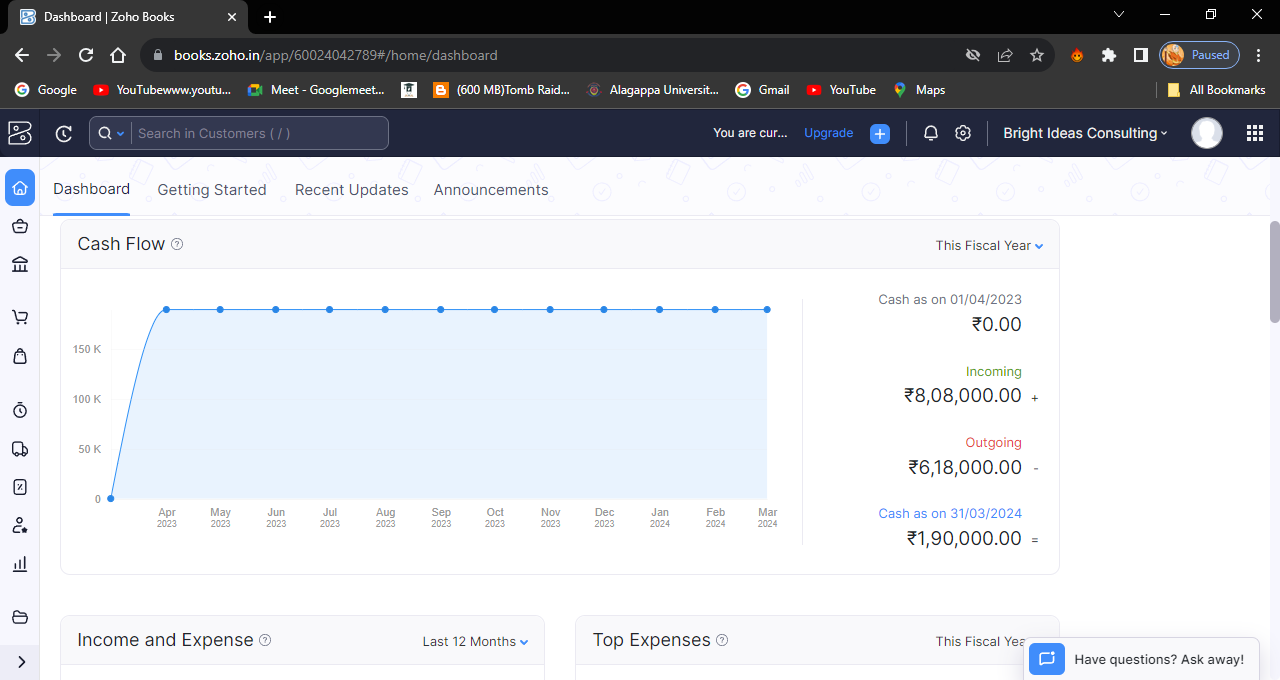 Dashboard | Zoho Books
books.zoho.in/app/60024042789#/home/dashboard
Paused
Google
YouTubewww.youtu...
Meet - Googlemeet...
(600 MB)Tomb Raid...
Alagappa Universit...
Gmail
YouTube
Maps
All Bookmarks
Search in Customers ( / )
You are cur...
Upgrade
Bright Ideas Consulting
Dashboard
Getting Started
Recent Updates
Announcements
Cash Flow
This Fiscal Year
150 K
100 K
50 K
0
Apr 2023
May 2023
Jun 2023
Jul 2023
Aug 2023
Sep 2023
Oct 2023
Nov 2023
Dec 2023
Jan 2024
Feb 2024
Mar 2024
Cash as on 01/04/2023
₹0.00
Incoming
₹8,08,000.00 +
Outgoing
₹6,18,000.00 -
Cash as on 31/03/2024
₹1,90,000.00 =
Income and Expense
Last 12 Months
Top Expenses
This Fiscal Yea
Have questions? Ask away!